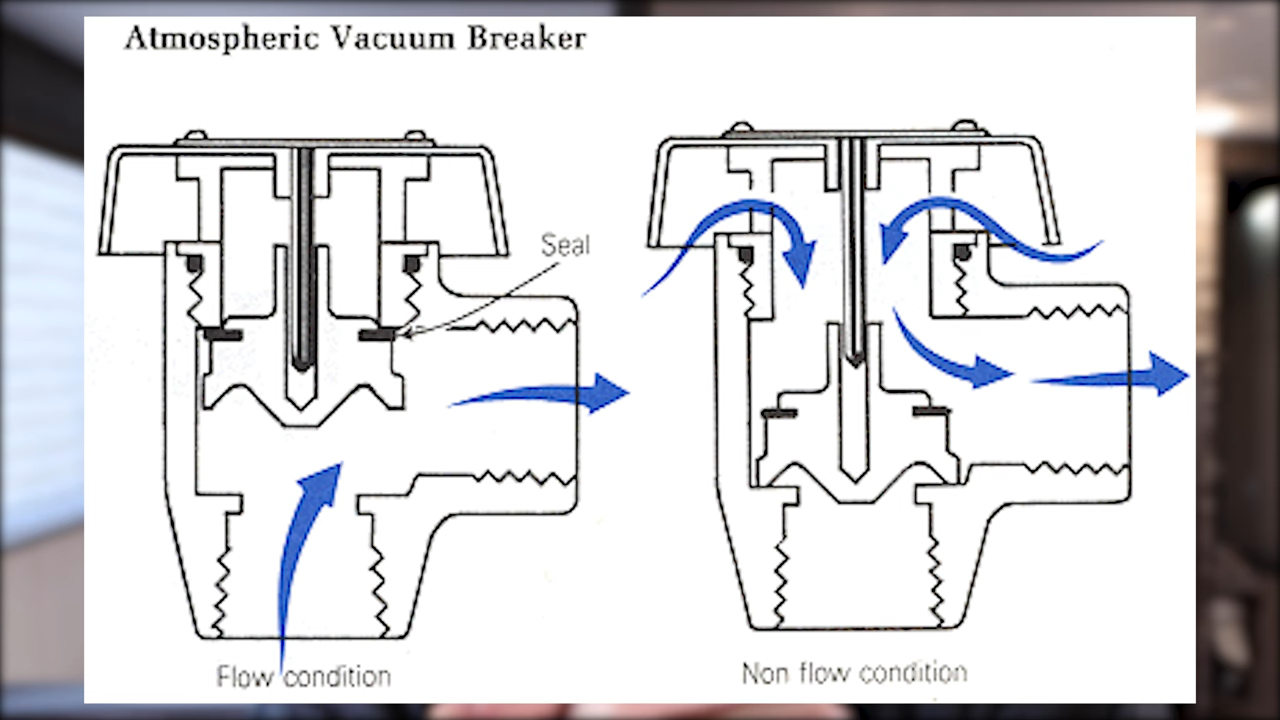 Atmospheric Vacuum Breaker
Seal
Flow condition
Non flow condition